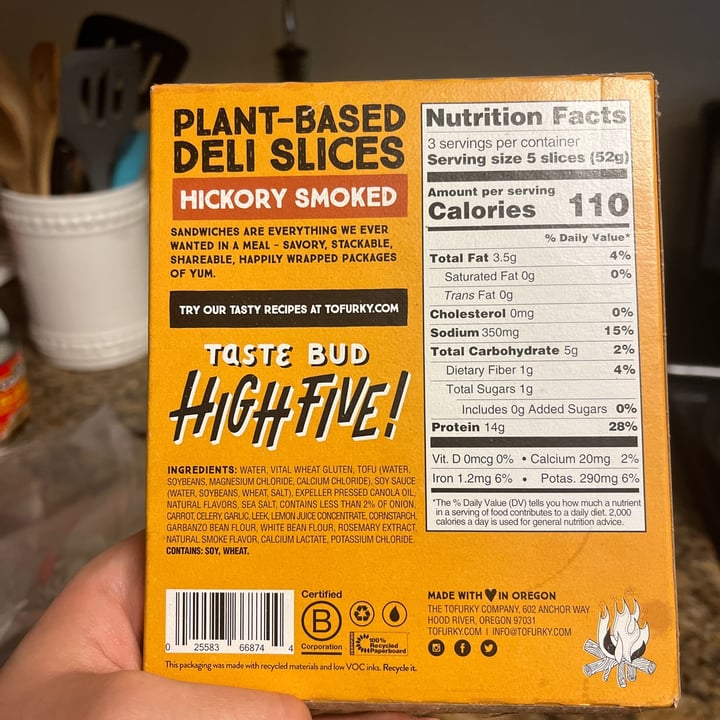 PLANT-BASED
DELI SLICES
HICKORY SMOKED
SANDWICHES ARE EVERYTHING WE EVER
WANTED IN A MEAL - SAVORY, STACKABLE,
SHAREABLE, HAPPILY WRAPPED PACKAGES
OF YUM.
TRY OUR TASTY RECIPES AT TOFURKY.COM
TASTE BUD
HIGH FIVE!
INGREDIENTS: WATER, VITAL WHEAT GLUTEN, TOFU (WATER,
SOYBEANS, MAGNESIUM CHLORIDE, CALCIUM CHLORIDE), SOY SAUCE
(WATER, SOYBEANS, WHEAT, SALT), EXPELLER PRESSED CANOLA OIL,
NATURAL FLAVORS, SEA SALT, CONTAINS LESS THAN 2% OF ONION,
CARROT, CELERY, GARLIC, LEEK, LEMON JUICE CONCENTRATE, CORNSTARCH,
GARBANZO BEAN FLOUR, WHITE BEAN FLOUR, ROSEMARY EXTRACT,
NATURAL SMOKE FLAVOR, CALCIUM LACTATE, POTASSIUM CHLORIDE.
CONTAINS: SOY, WHEAT.
0 25583 66874 4
Certified
B
Corporation
100%
Recycled
Paperboard
This packaging was made with recycled materials and low VOC inks. Recycle it.
Nutrition Facts
3 servings per container
Serving size 5 slices (52g)
Amount per serving
Calories 110
% Daily Value*
Total Fat 3.5g 4%
Saturated Fat 0g 0%
Trans Fat 0g
Cholesterol 0mg 0%
Sodium 350mg 15%
Total Carbohydrate 5g 2%
Dietary Fiber 1g 4%
Total Sugars 1g
Includes 0g Added Sugars 0%
Protein 14g 28%
Vit. D 0mcg 0% • Calcium 20mg 2%
Iron 1.2mg 6% • Potas. 290mg 6%
*The % Daily Value (DV) tells you how much a nutrient
in a serving of food contributes to a daily diet. 2,000
calories a day is used for general nutrition advice.
MADE WITH ♥ IN OREGON
THE TOFURKY COMPANY, 602 ANCHOR WAY
HOOD RIVER, OREGON 97031
TOFURKY.COM | INFO@TOFURKY.COM